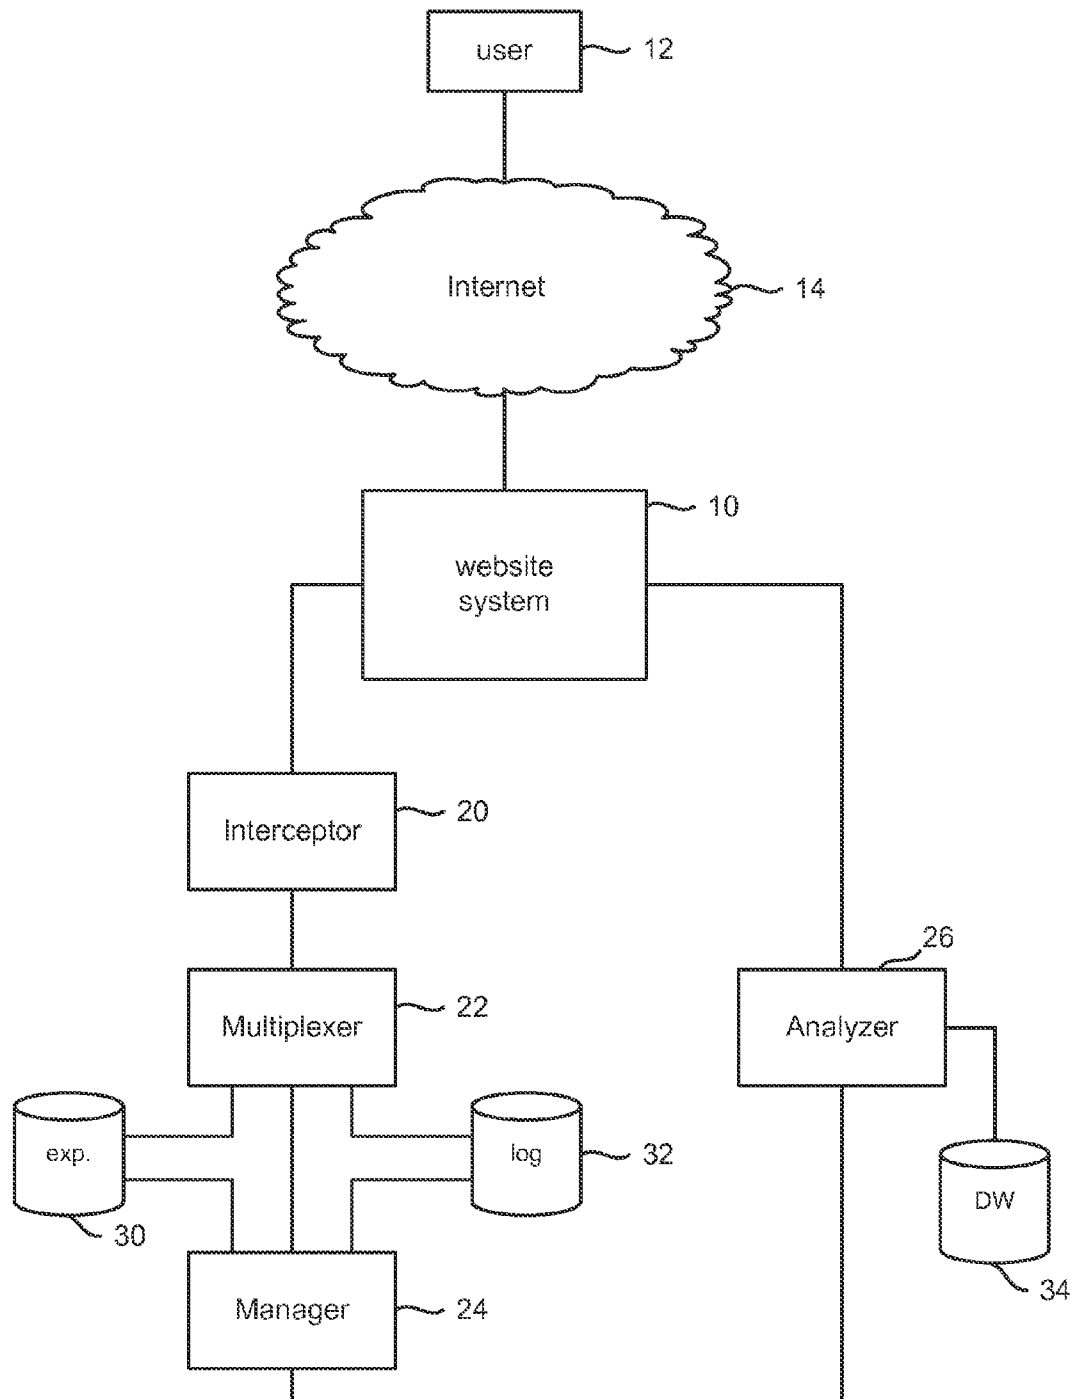 user
12
Internet
14
10
website
system
Interceptor
20
26
Multiplexer
22
Analyzer
exp.
log
32
30
DW
Manager
24
34